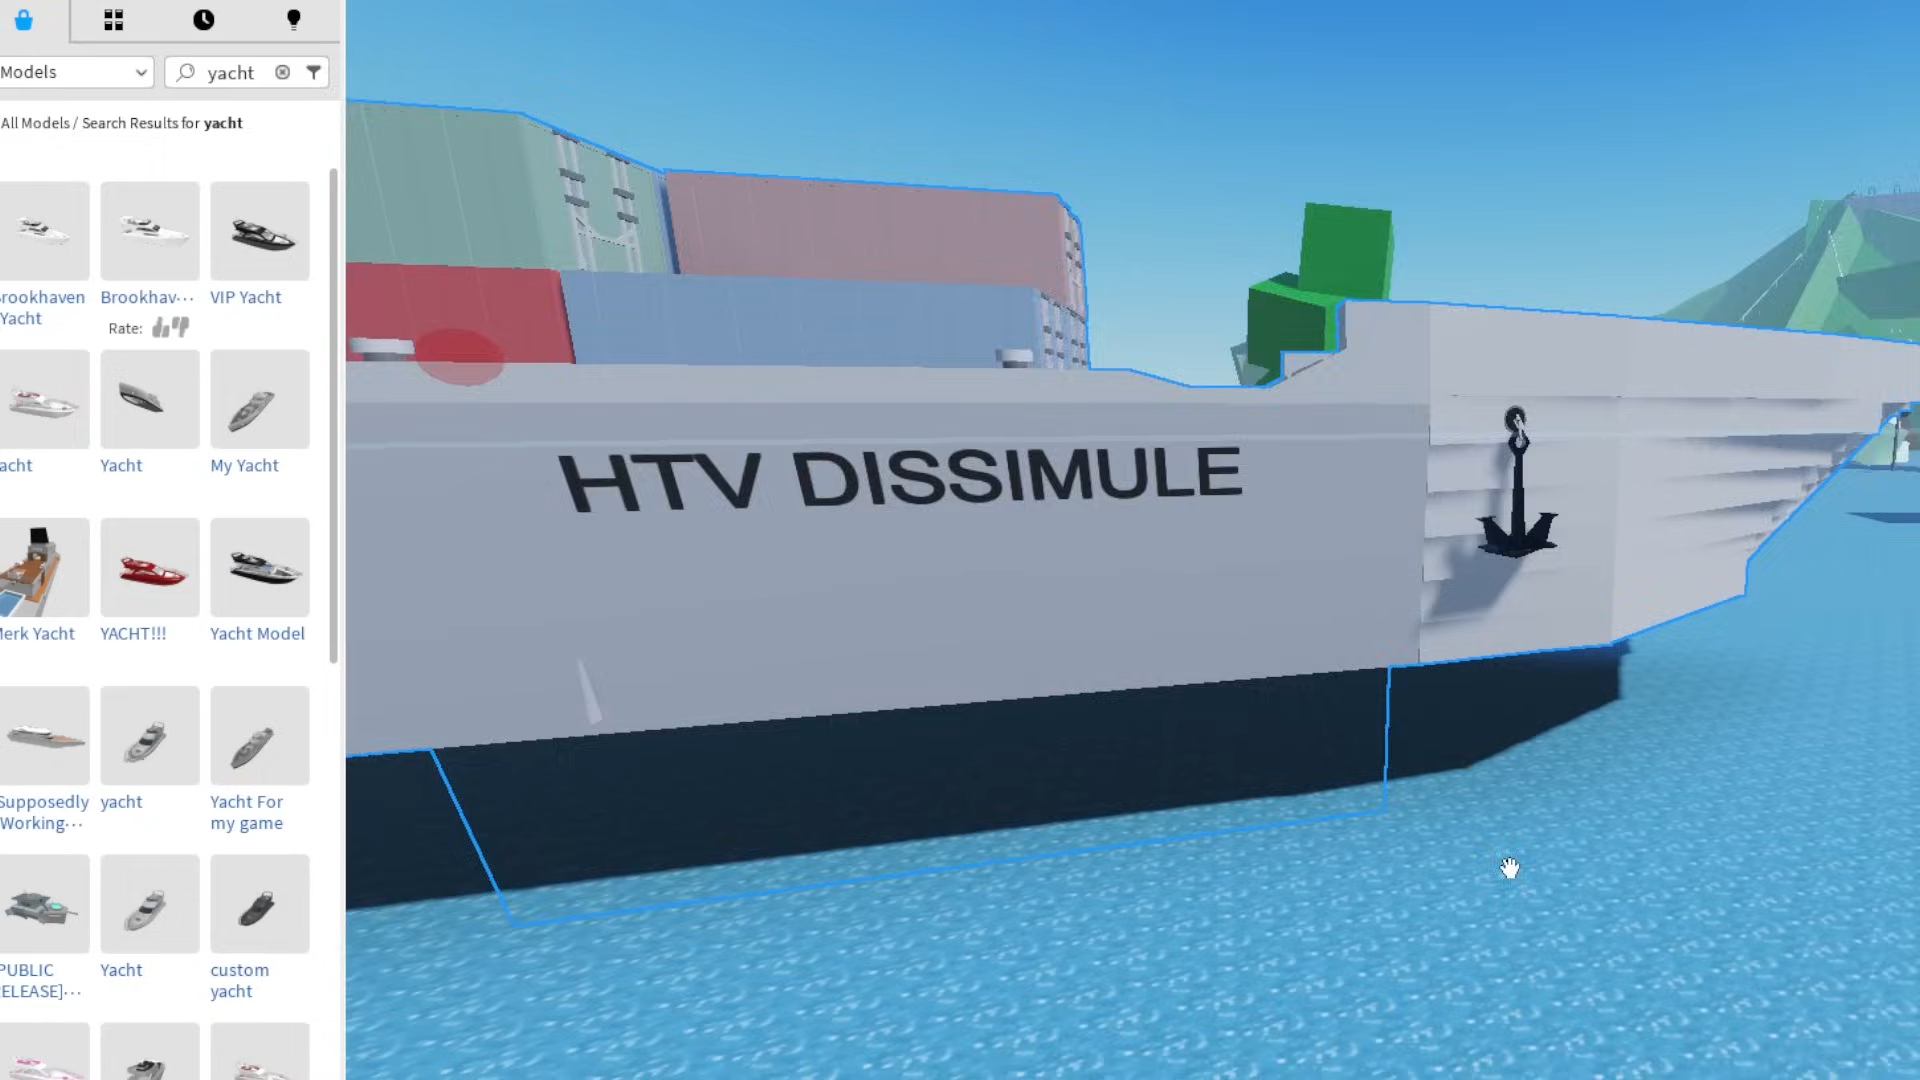 Models
yacht
All Models / Search Results for yacht
rookhaven Yacht
Brookhav···
VIP Yacht
Rate:
acht
Yacht
My Yacht
Merk Yacht
YACHT!!!
Yacht Model
Supposedly Working···
yacht
Yacht For my game
PUBLIC ELEASE]···
Yacht
custom yacht
HTV DISSIMULE